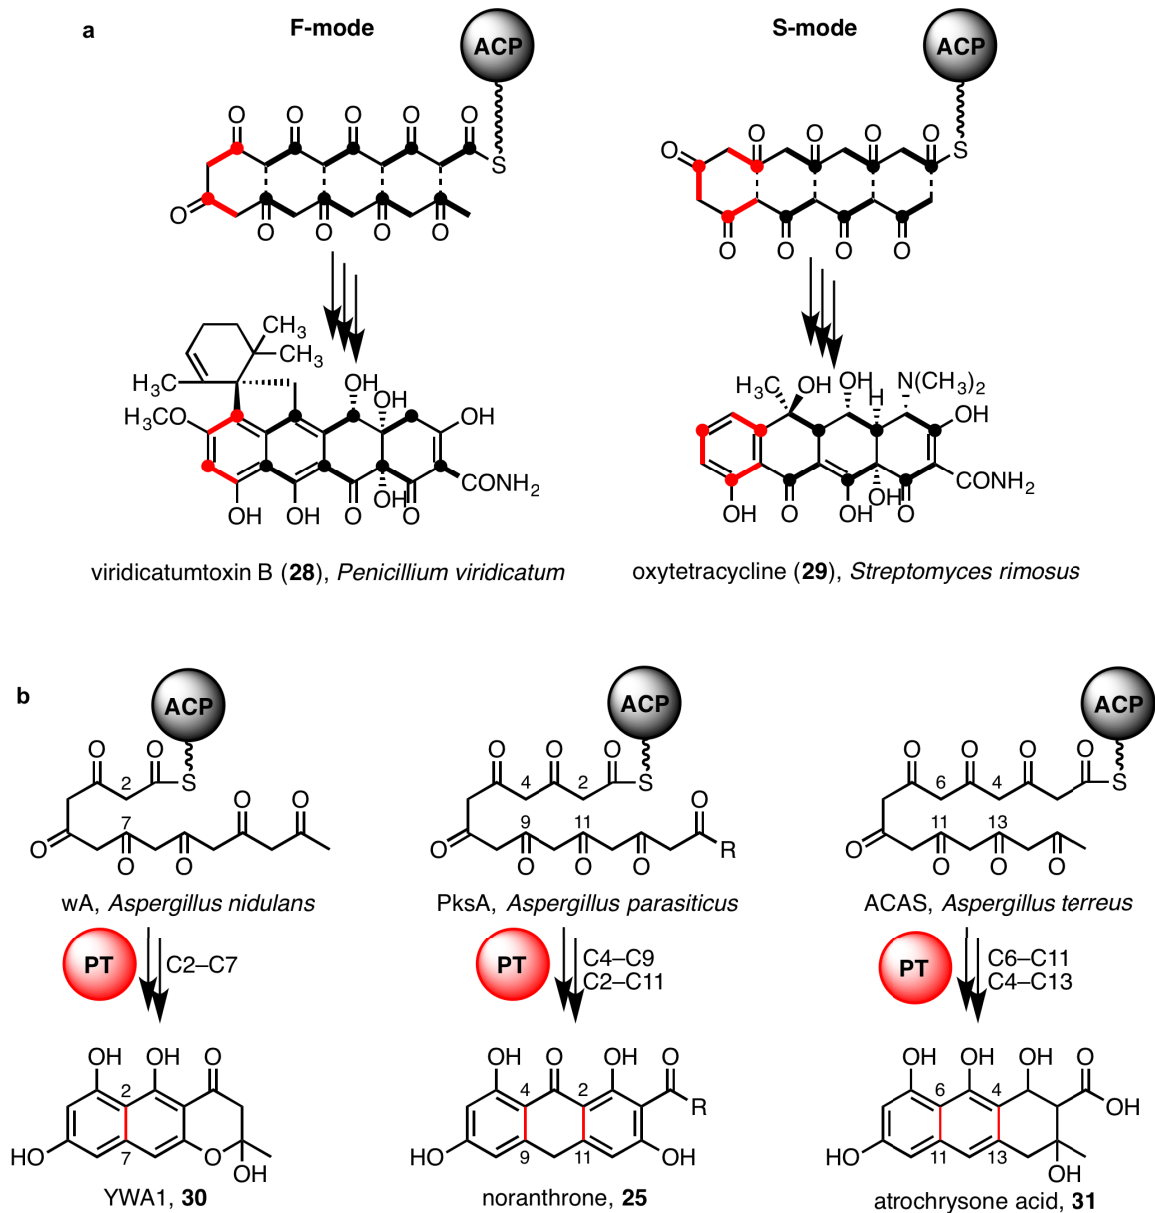 a
F-mode
S-mode
ACP
ACP
O O O O O
S
O
O O O O
O O O O
O
S
O O O O
CH₃
CH₃
H₃C
OH
OH
H₃CO
OH
CONH₂
OH
OH OH O O
H₃C OH OH H N(CH₃)₂
OH
CONH₂
OH
OH O OH O
viridicatumtoxin B (28), Penicillium viridicatum
oxytetracycline (29), Streptomyces rimosus
b
ACP
ACP
ACP
O O
2
S
7
O O
O
O O
O O O
4 2
S
9 11
O
O
O O O
R
O O O O
6 4
S
11 13
O
O O O
wA, Aspergillus nidulans
PksA, Aspergillus parasiticus
ACAS, Aspergillus terreus
PT
C2–C7
PT
C4–C9
C2–C11
PT
C6–C11
C4–C13
OH OH O
2
7
HO
O
OH
OH O OH O
4 2
R
9 11
HO
OH
OH OH OH O
6 4
OH
11 13
HO
OH
YWA1, 30
noranthrone, 25
atrochrysone acid, 31